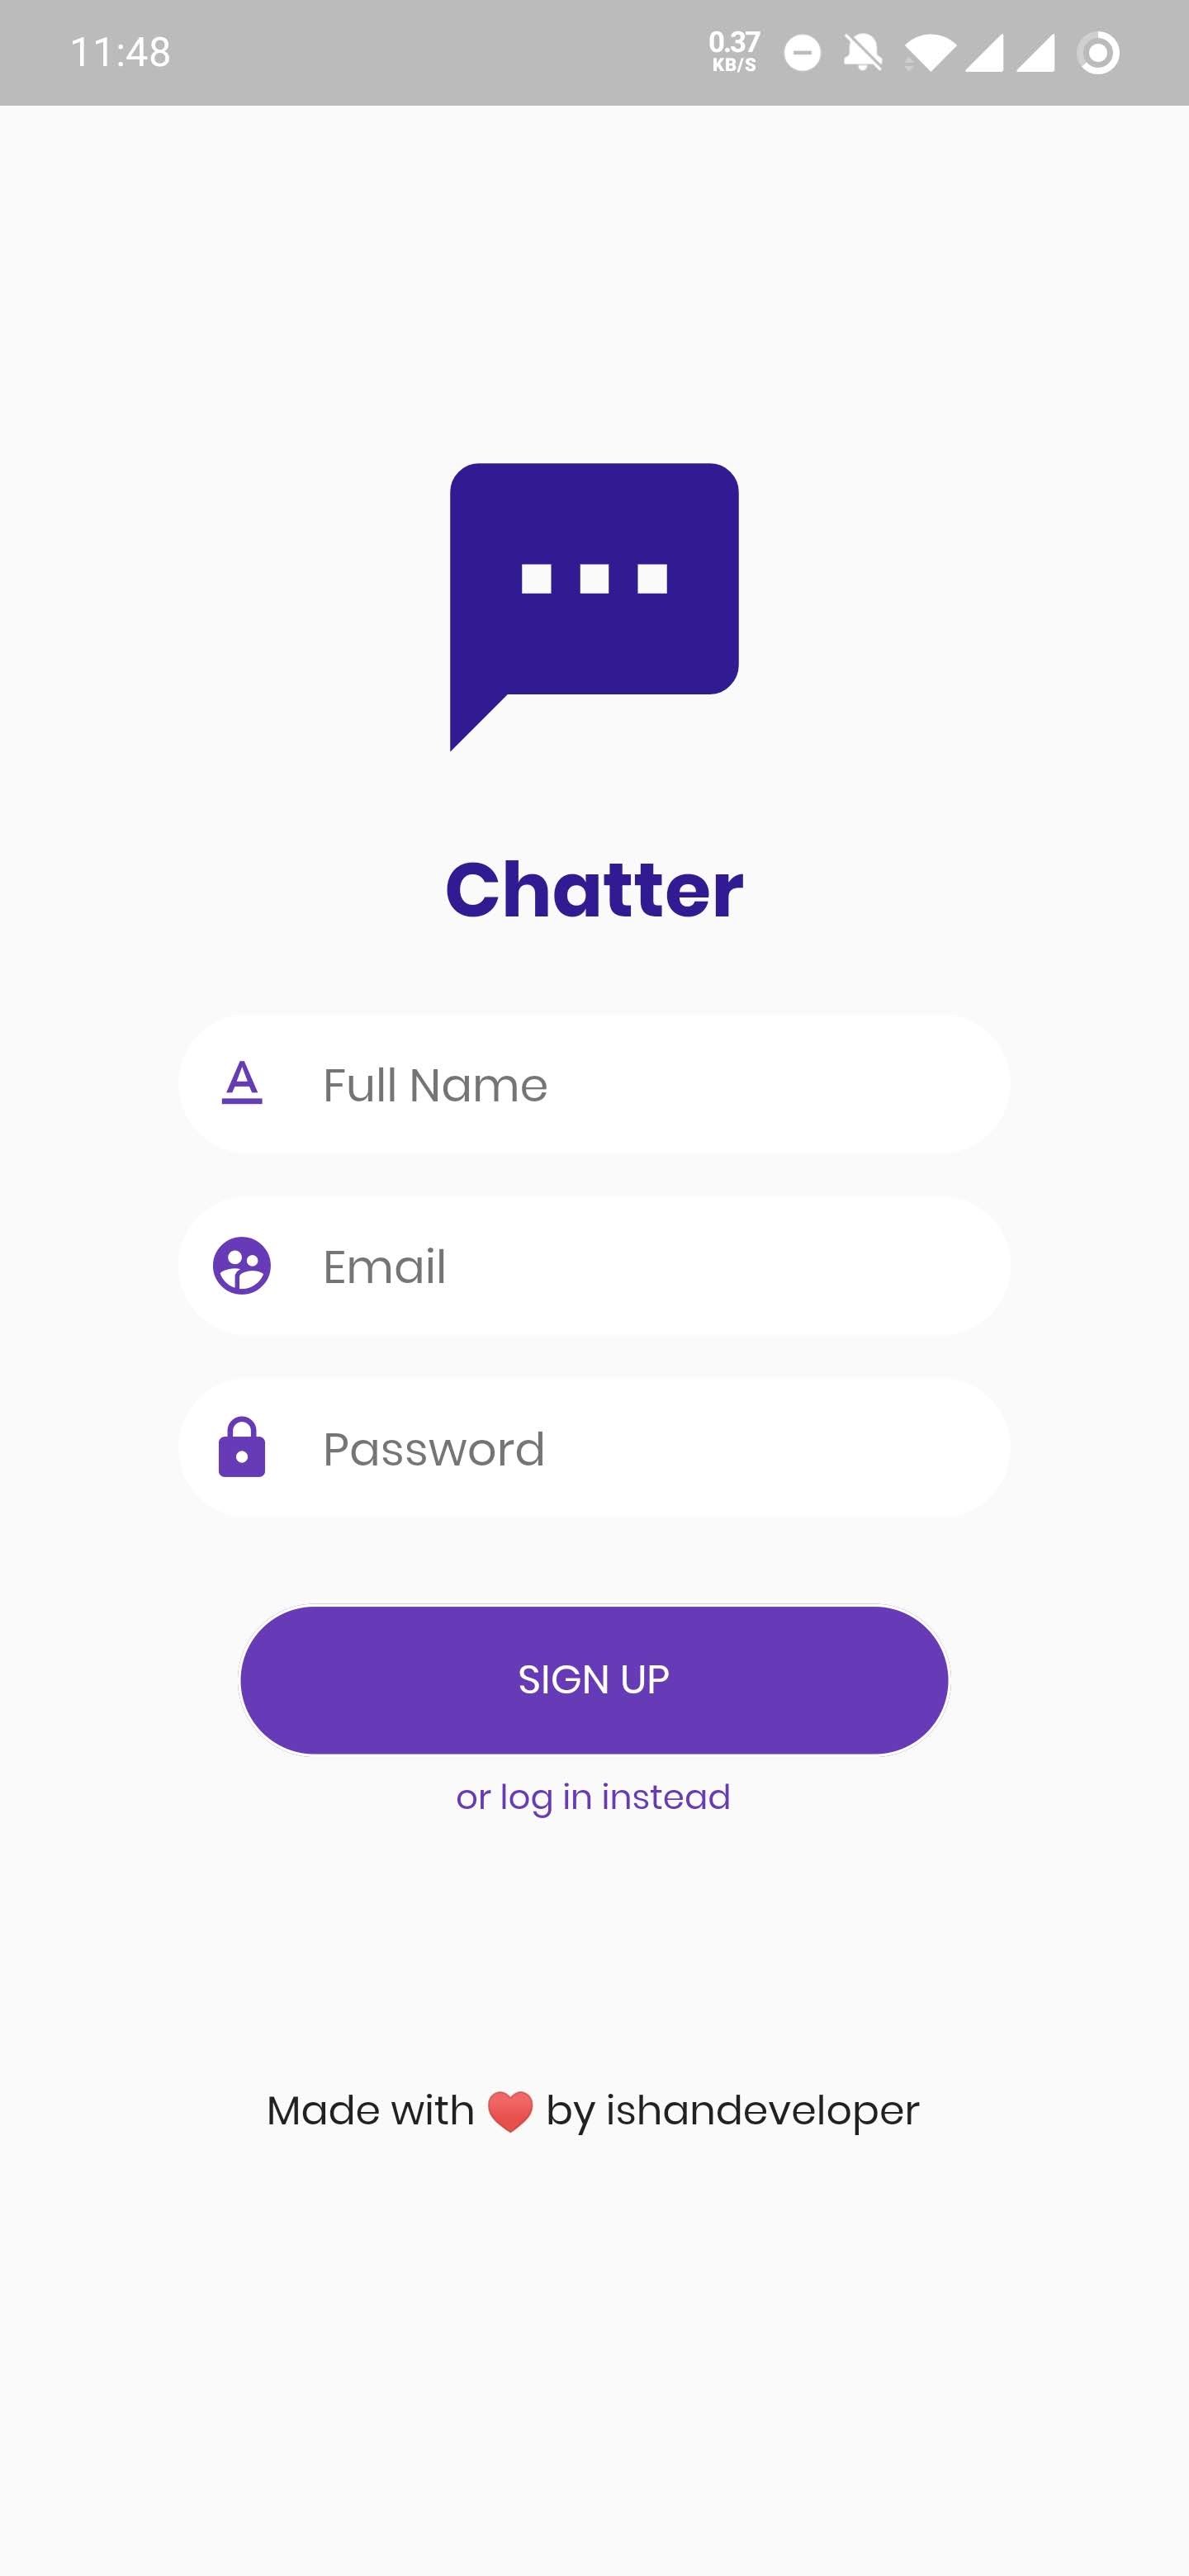 11:48 0.37
KB/S
Chatter
Full Name
Email
Password
SIGN UP
or log in instead
Made with ❤️ by ishandeveloper